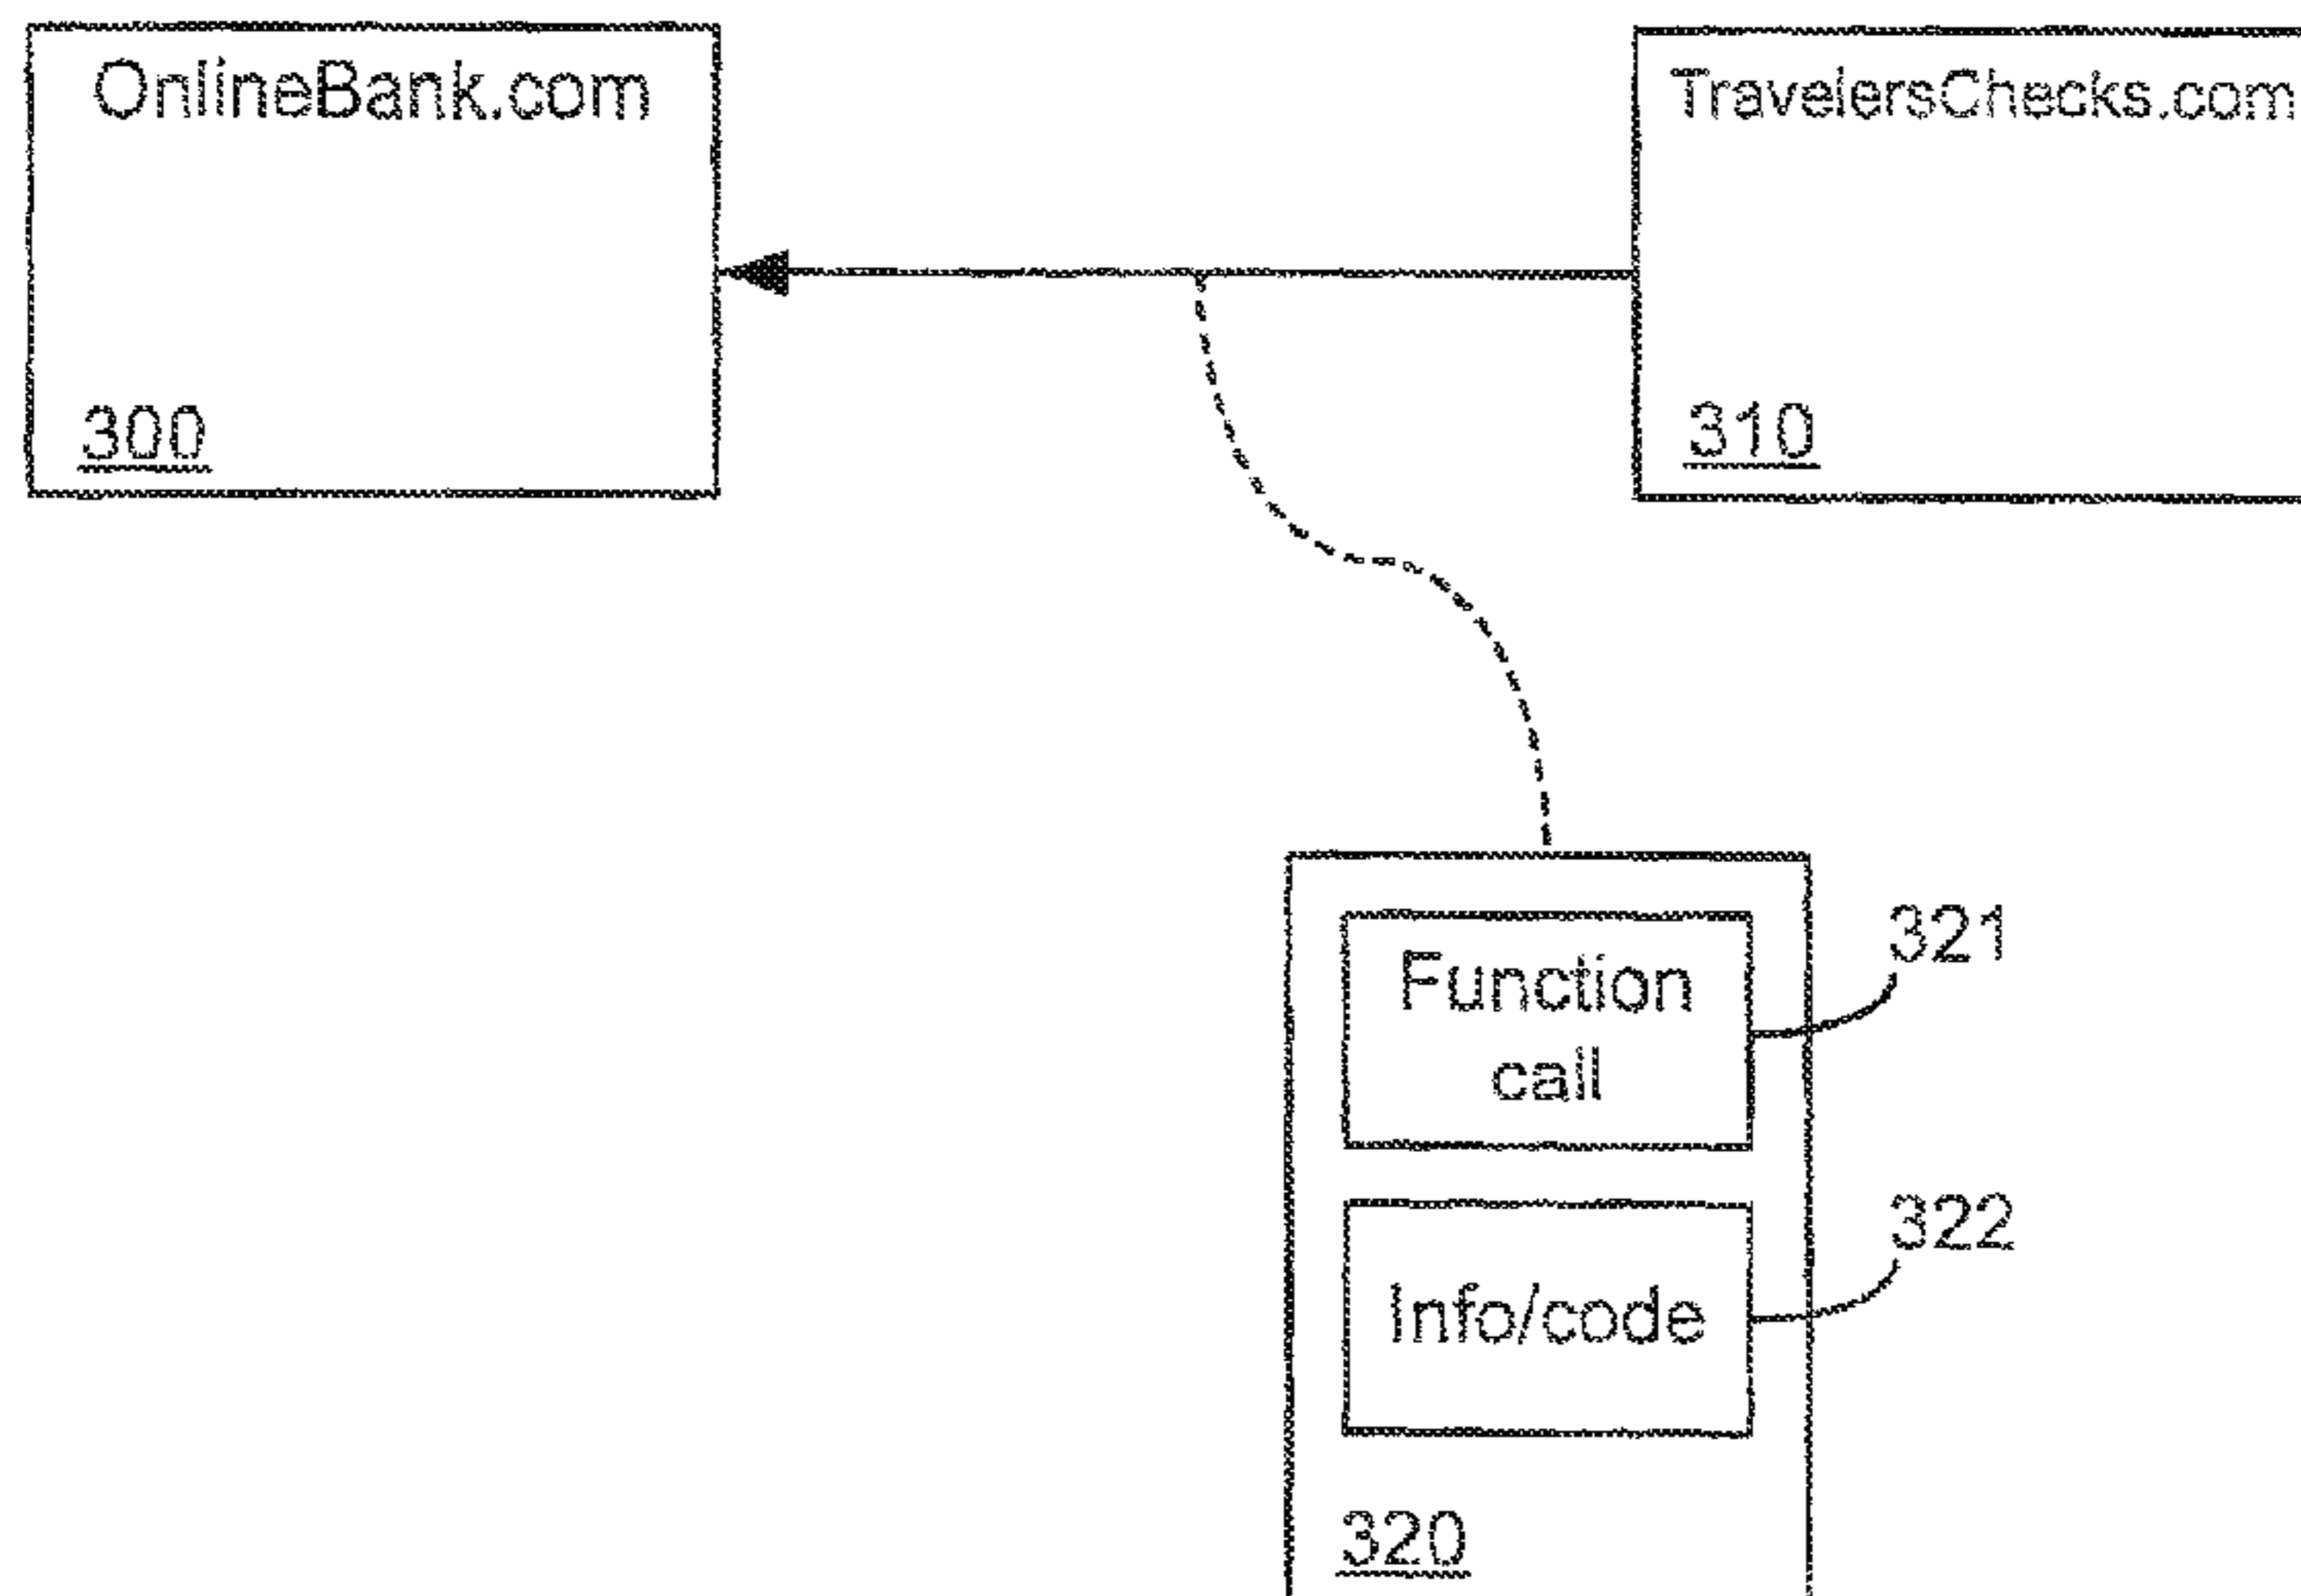 OnlineBank.com
TravelersChecks.com
300
310
Function
call
321
Info/code
322
320